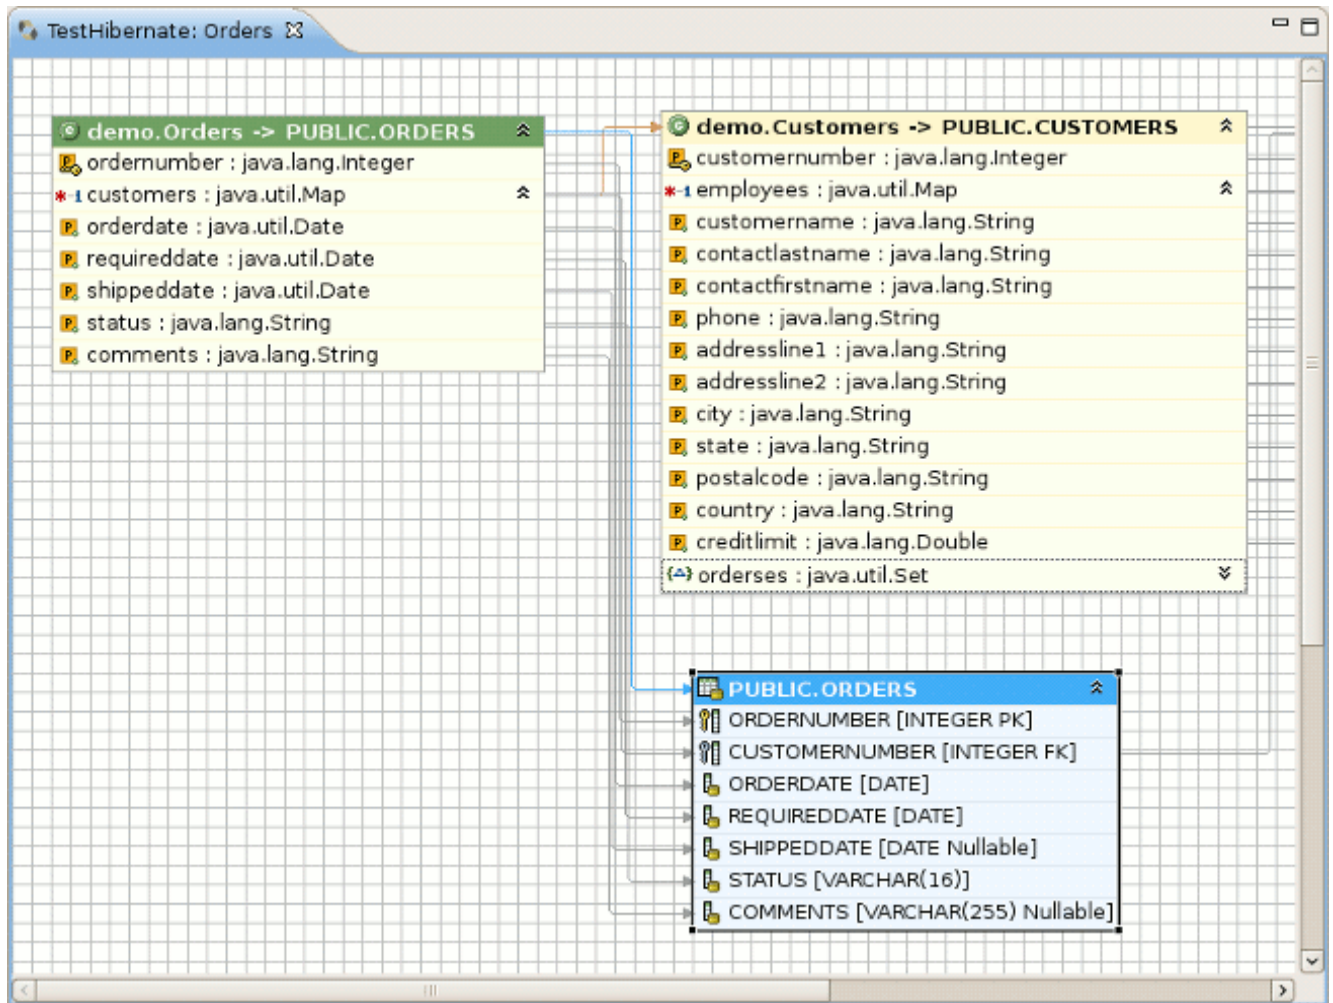 TestHibernate: Orders
demo.Orders -> PUBLIC.ORDERS
ordernumber : java.lang.Integer
customers : java.util.Map
orderdate : java.util.Date
requireddate : java.util.Date
shippeddate : java.util.Date
status : java.lang.String
comments : java.lang.String
demo.Customers -> PUBLIC.CUSTOMERS
customernumber : java.lang.Integer
employees : java.util.Map
customername : java.lang.String
contactlastname : java.lang.String
contactfirstname : java.lang.String
phone : java.lang.String
addressline1 : java.lang.String
addressline2 : java.lang.String
city : java.lang.String
state : java.lang.String
postalcode : java.lang.String
country : java.lang.String
creditlimit : java.lang.Double
orderses : java.util.Set
PUBLIC.ORDERS
ORDERNUMBER [INTEGER PK]
CUSTOMERNUMBER [INTEGER FK]
ORDERDATE [DATE]
REQUIREDDATE [DATE]
SHIPPEDDATE [DATE Nullable]
STATUS [VARCHAR(16)]
COMMENTS [VARCHAR(255) Nullable]